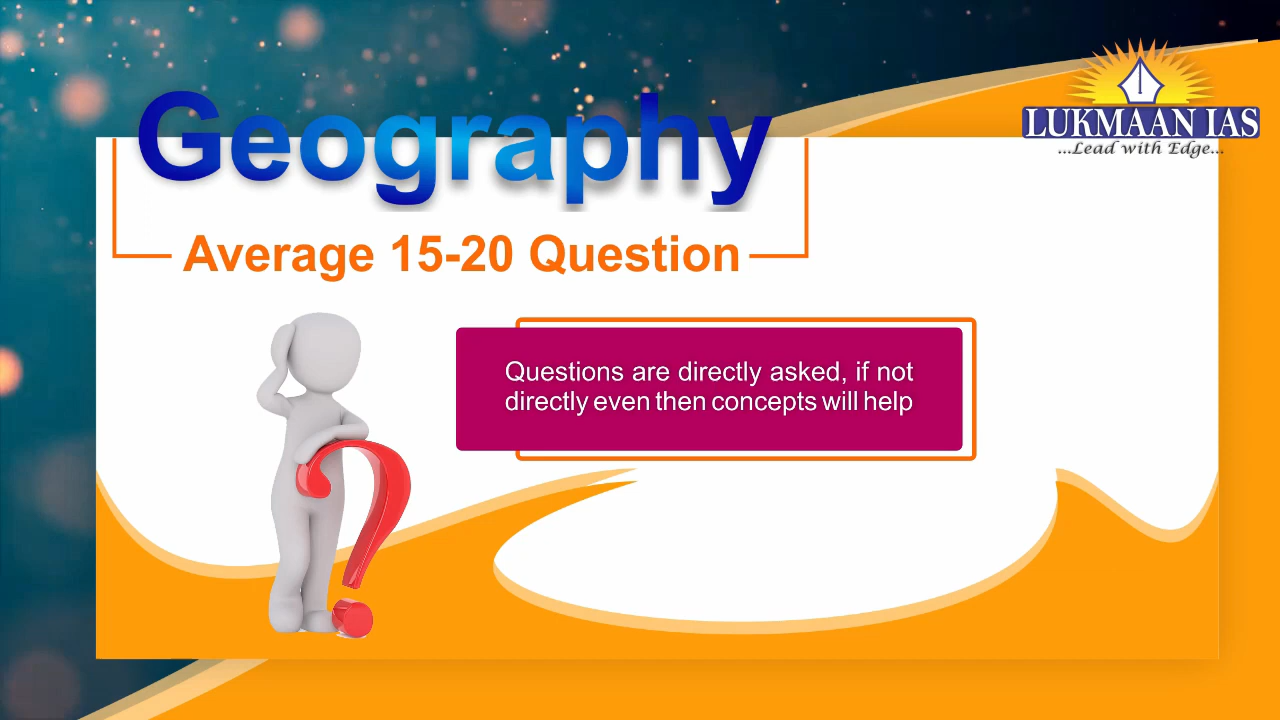 Geography
LUKMAAN IAS
...Lead with Edge...
Average 15-20 Question
Questions are directly asked, if not
directly even then concepts will help